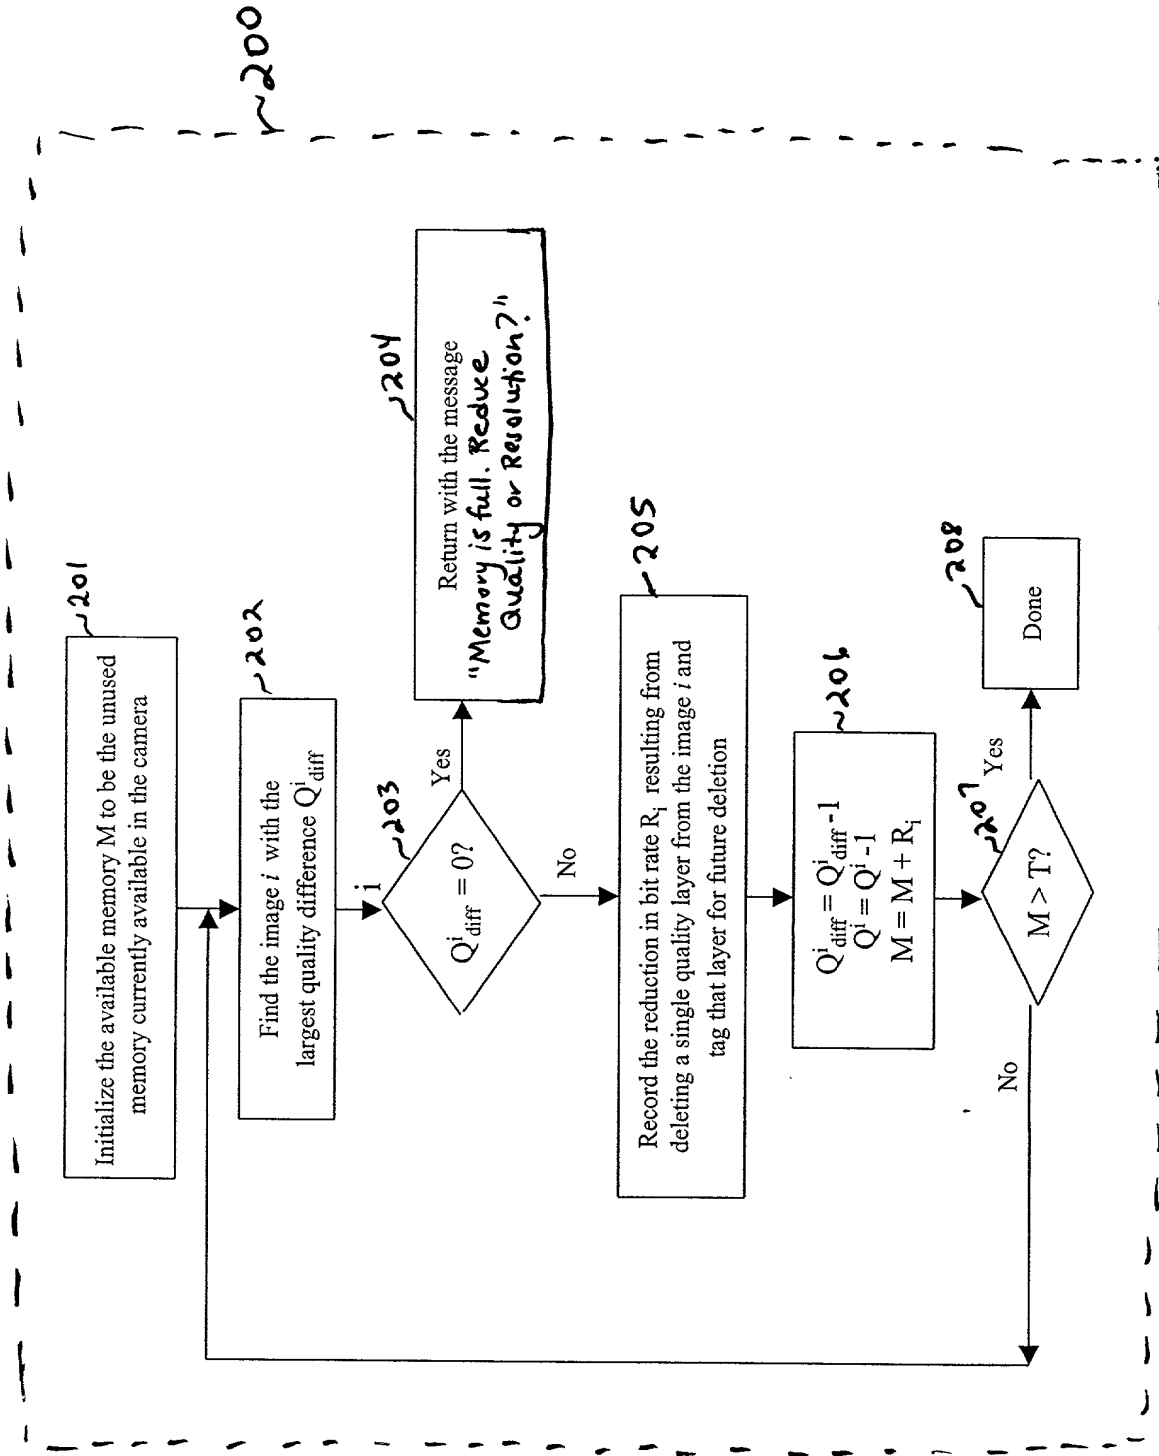 200
201
Initialize the available memory M to be the unused
memory currently available in the camera
202
Find the image i with the
largest quality difference Q^i_diff
i
203
Q^i_diff = 0?
Yes
204
Return with the message
"Memory is full. Reduce
Quality or Resolution?"
No
205
Record the reduction in bit rate R_i resulting from
deleting a single quality layer from the image i and
tag that layer for future deletion
206
Q^i_diff = Q^i_diff -1
Q^i = Q^i -1
M = M + R_i
207
M > T?
Yes
208
Done
No